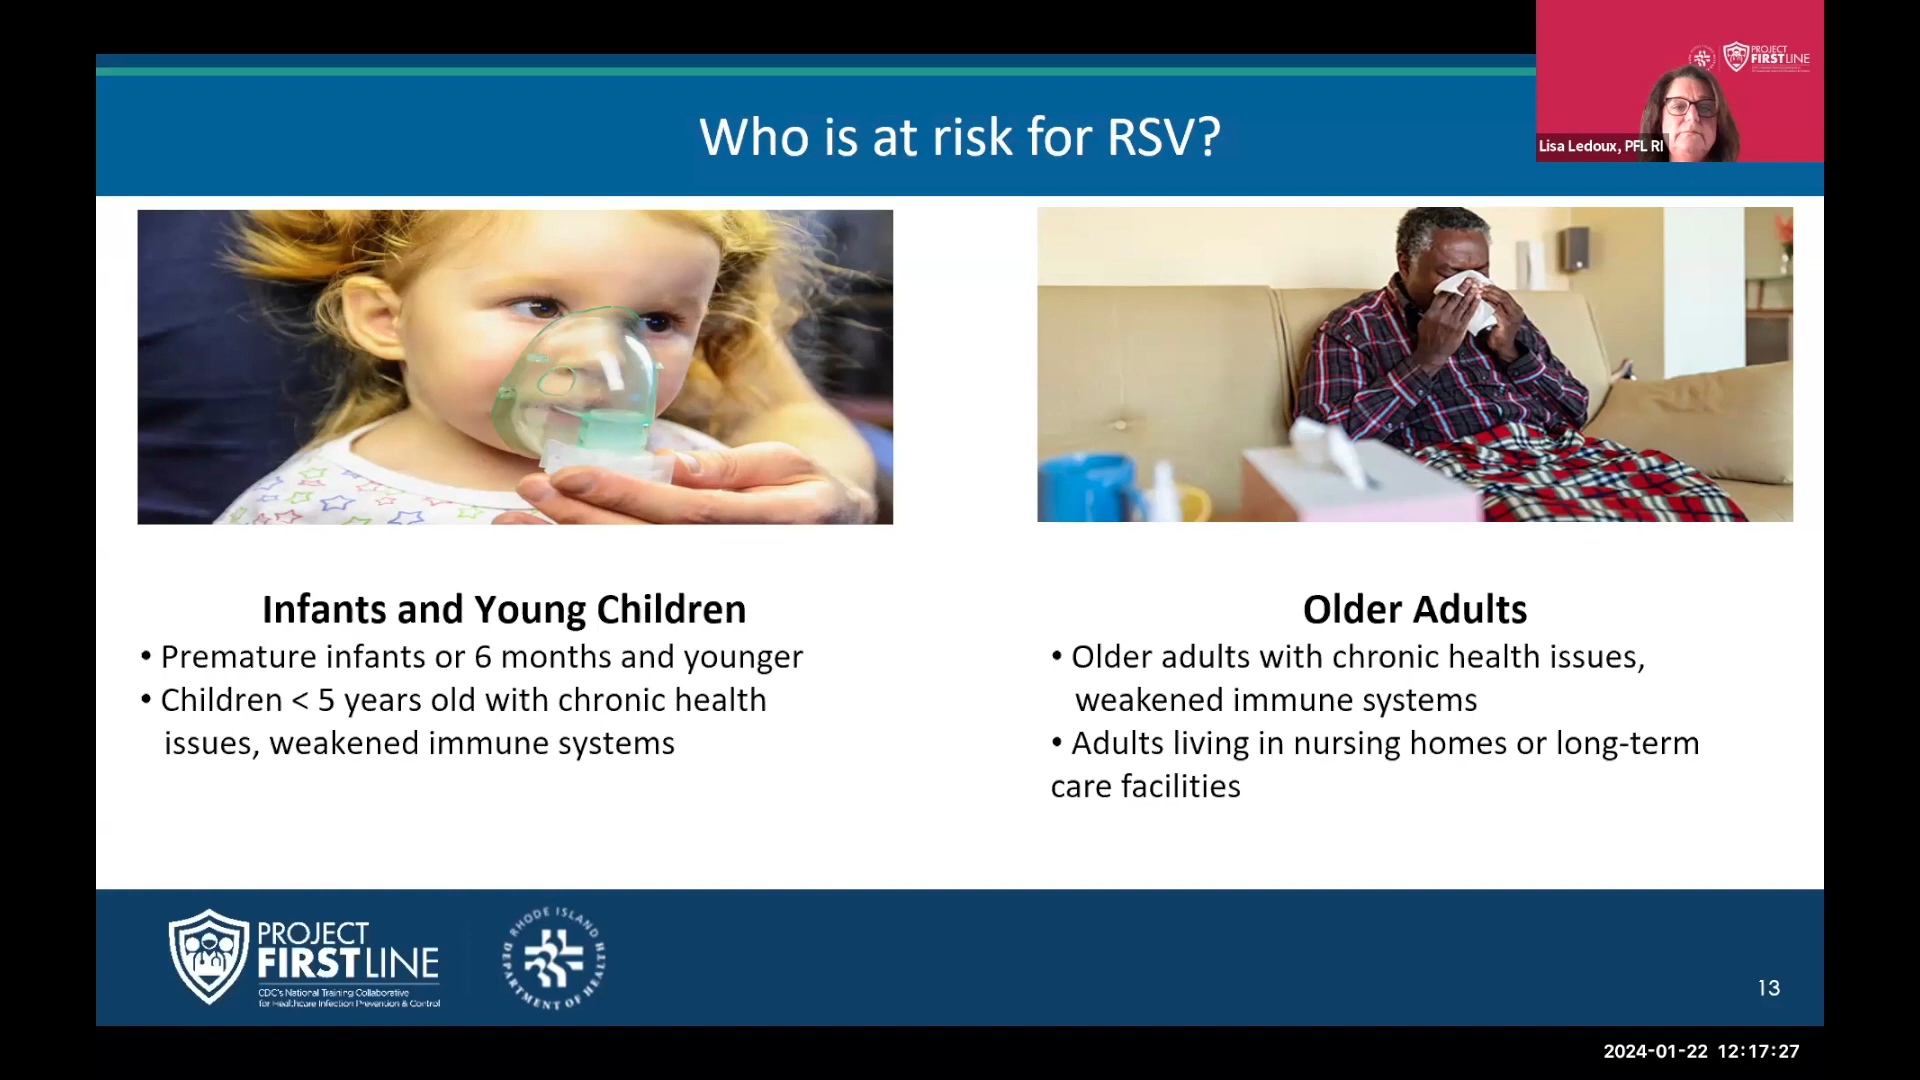 PROJECT
FIRSTLINE
Who is at risk for RSV?
Lisa Ledoux, PFL RI
Infants and Young Children
• Premature infants or 6 months and younger
• Children < 5 years old with chronic health
issues, weakened immune systems
Older Adults
• Older adults with chronic health issues,
weakened immune systems
• Adults living in nursing homes or long-term
care facilities
PROJECT
FIRSTLINE
CDC's National Training Collaborative
for Healthcare Infection Prevention & Control
RHODE ISLAND
DEPARTMENT OF HEALTH
13
2024-01-22 12:17:27